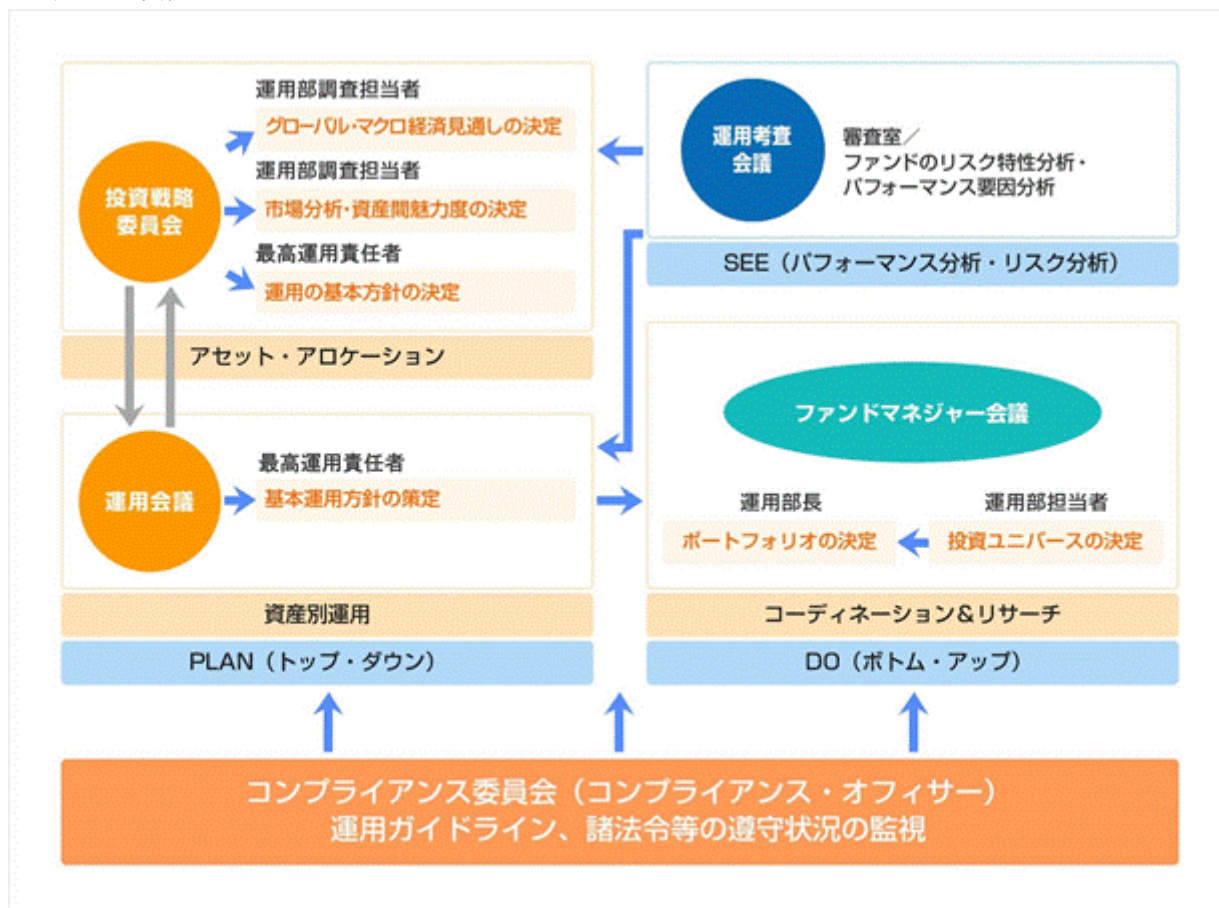 運用部調査担当者
グローバル・マクロ経済見通しの決定
投資戦略
委員会
運用部調査担当者
市場分析・資産間魅力度の決定
最高運用責任者
運用の基本方針の決定
アセット・アロケーション
運用会議
最高運用責任者
基本運用方針の策定
資産別運用
PLAN（トップ・ダウン）
運用考査
会議
審査室／
ファンドのリスク特性分析・
パフォーマンス要因分析
SEE（パフォーマンス分析・リスク分析）
ファンドマネジャー会議
運用部長
ポートフォリオの決定
運用部担当者
投資ユニバースの決定
コーディネーション＆リサーチ
DO（ボトム・アップ）
コンプライアンス委員会（コンプライアンス・オフィサー）
運用ガイドライン、諸法令等の遵守状況の監視